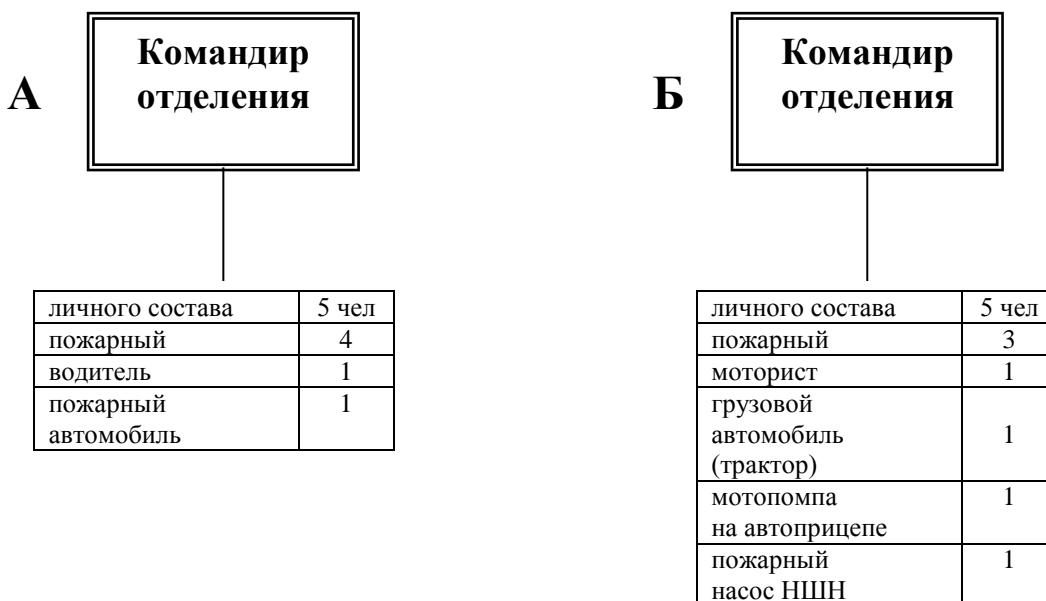 А
Командир
отделения
личного состава 5 чел
пожарный 4
водитель 1
пожарный 1
автомобиль
Б
Командир
отделения
личного состава 5 чел
пожарный 3
моторист 1
грузовой
автомобиль 1
(трактор)
мотопомпа 1
на автоприцепе
пожарный 1
насос НШН